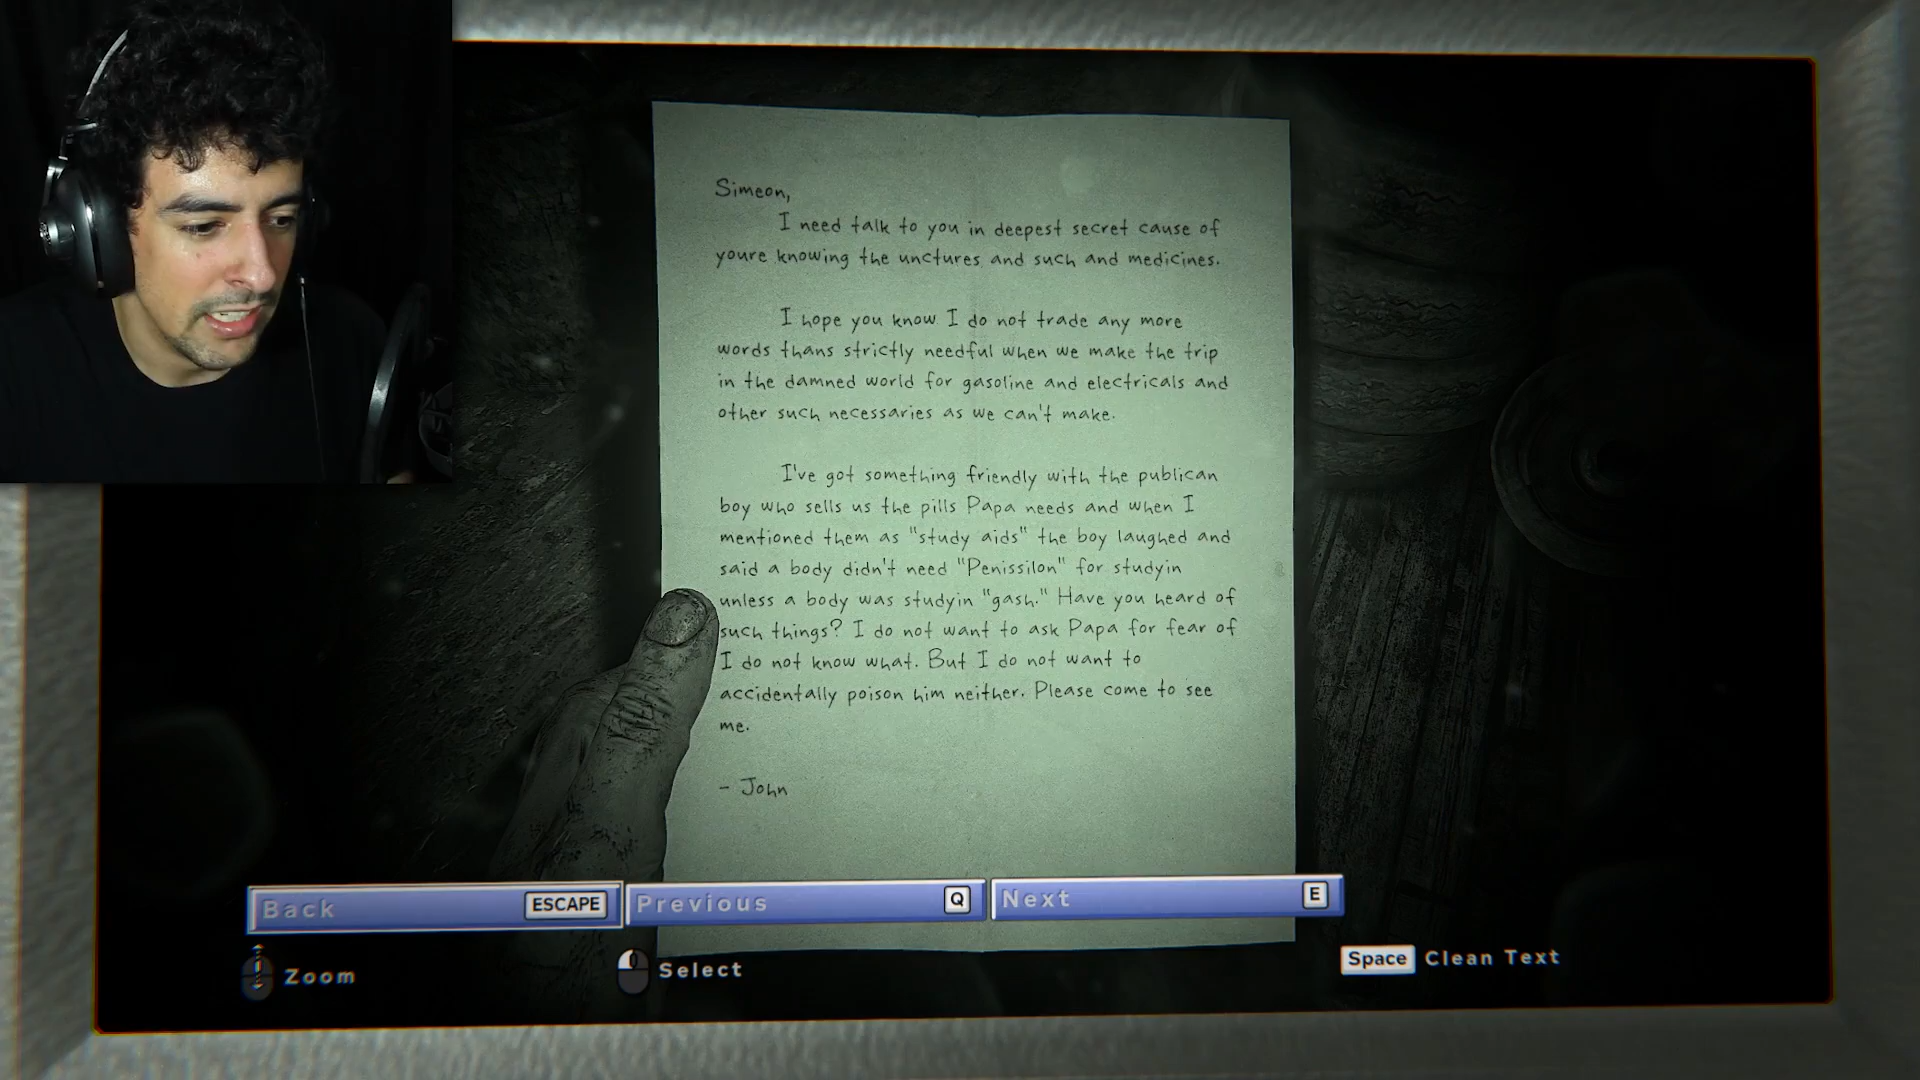 Simeon,
I need talk to you in deepest secret cause of
youre knowing the unctures and such and medicines.
I hope you know I do not trade any more
words thans strictly needful when we make the trip
in the damned world for gasoline and electricals and
other such necessaries as we can't make.
I've got something friendly with the publican
boy who sells us the pills Papa needs and when I
mentioned them as "study aids" the boy laughed and
said a body didn't need "Penissilon" for studyin
unless a body was studyin "gash." Have you heard of
such things? I do not want to ask Papa for fear of
I do not know what. But I do not want to
accidentally poison him neither. Please come to see
me.
- John
Back ESCAPE Previous Q Next E
Zoom Select Space Clean Text